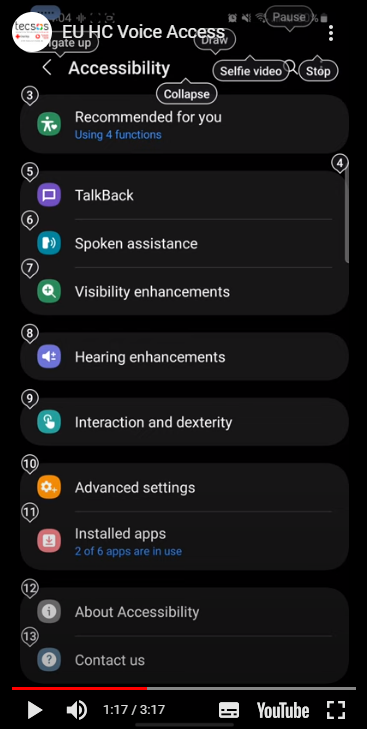 04
Pause
%
tecsos
EU HC Voice Access
igate up
Draw
Accessibility
Selfie video
Stop
Collapse
3
Recommended for you
Using 4 functions
4
5
TalkBack
6
Spoken assistance
7
Visibility enhancements
8
Hearing enhancements
9
Interaction and dexterity
10
Advanced settings
11
Installed apps
2 of 6 apps are in use
12
About Accessibility
13
Contact us
1:17 / 3:17
YouTube